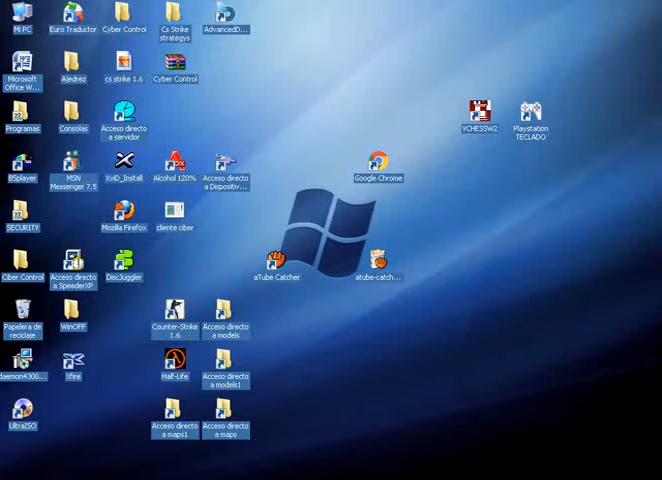 Mi PC
Euro Traductor
Cyber Control
Cs Strike
strategys
AdvancedD...
Microsoft
Office W...
Ajedrez
cs strike 1.6
Cyber Control
Programas
Consolas
Acceso directo
a servidor
VCHESSW2
Playstation
TECLADO
BSplayer
MSN
Messenger 7.5
XviD_Install
Alcohol 120%
Acceso directo
a Dispositiv...
Google Chrome
SECURITY
Mozilla Firefox
cliente ciber
Ciber Control
Acceso directo
a SpeederXP
DiscJuggler
aTube Catcher
atube-catch...
Papelera de
reciclaje
WinOFF
Counter-Strike
1.6
Acceso directo
a models
daemon4300...
Xfire
Half-Life
Acceso directo
a models1
UltraISO
Acceso directo
a maps1
Acceso directo
a maps